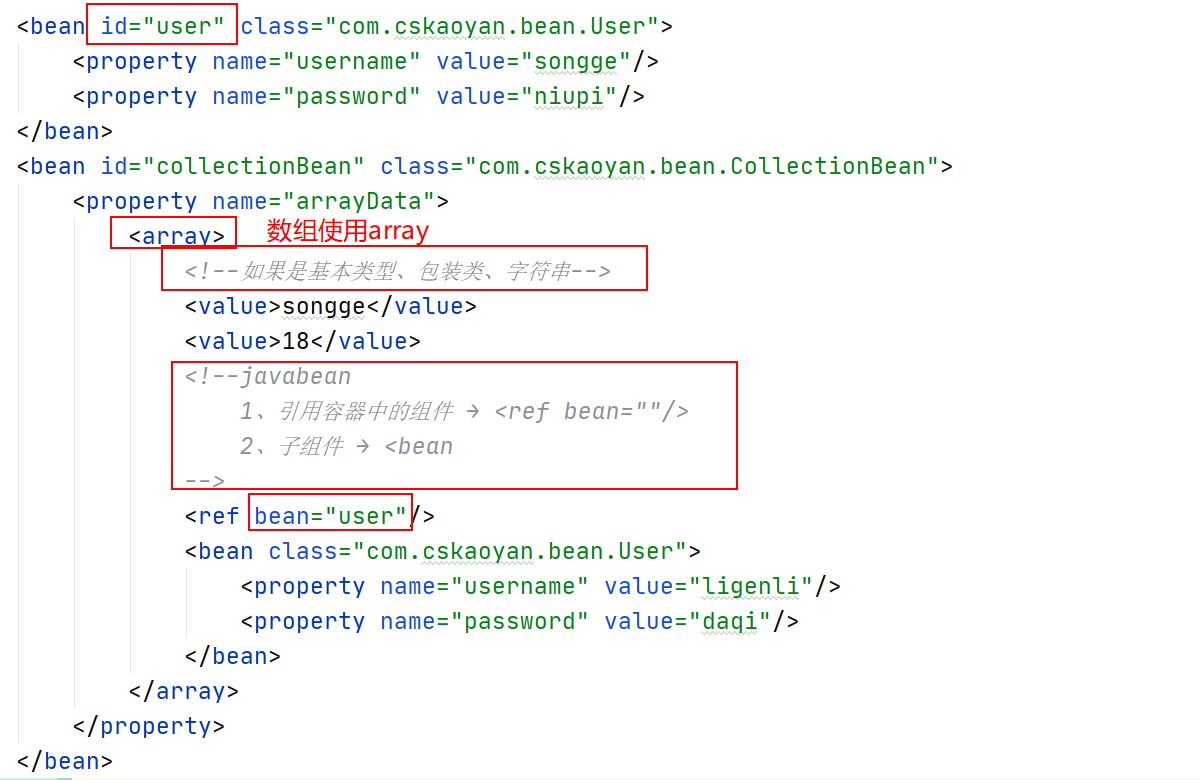 <bean id="user" class="com.cskaoyan.bean.User">
<property name="username" value="songge"/>
<property name="password" value="niupi"/>
</bean>
<bean id="collectionBean" class="com.cskaoyan.bean.CollectionBean">
<property name="arrayData">
<array> 数组使用array
<!--如果是基本类型、包装类、字符串-->
<value>songge</value>
<value>18</value>
<!--javabean
1、引用容器中的组件 → <ref bean=""/>
2、子组件 → <bean
-->
<ref bean="user"/>
<bean class="com.cskaoyan.bean.User">
<property name="username" value="ligenli"/>
<property name="password" value="daqi"/>
</bean>
</array>
</property>
</bean>